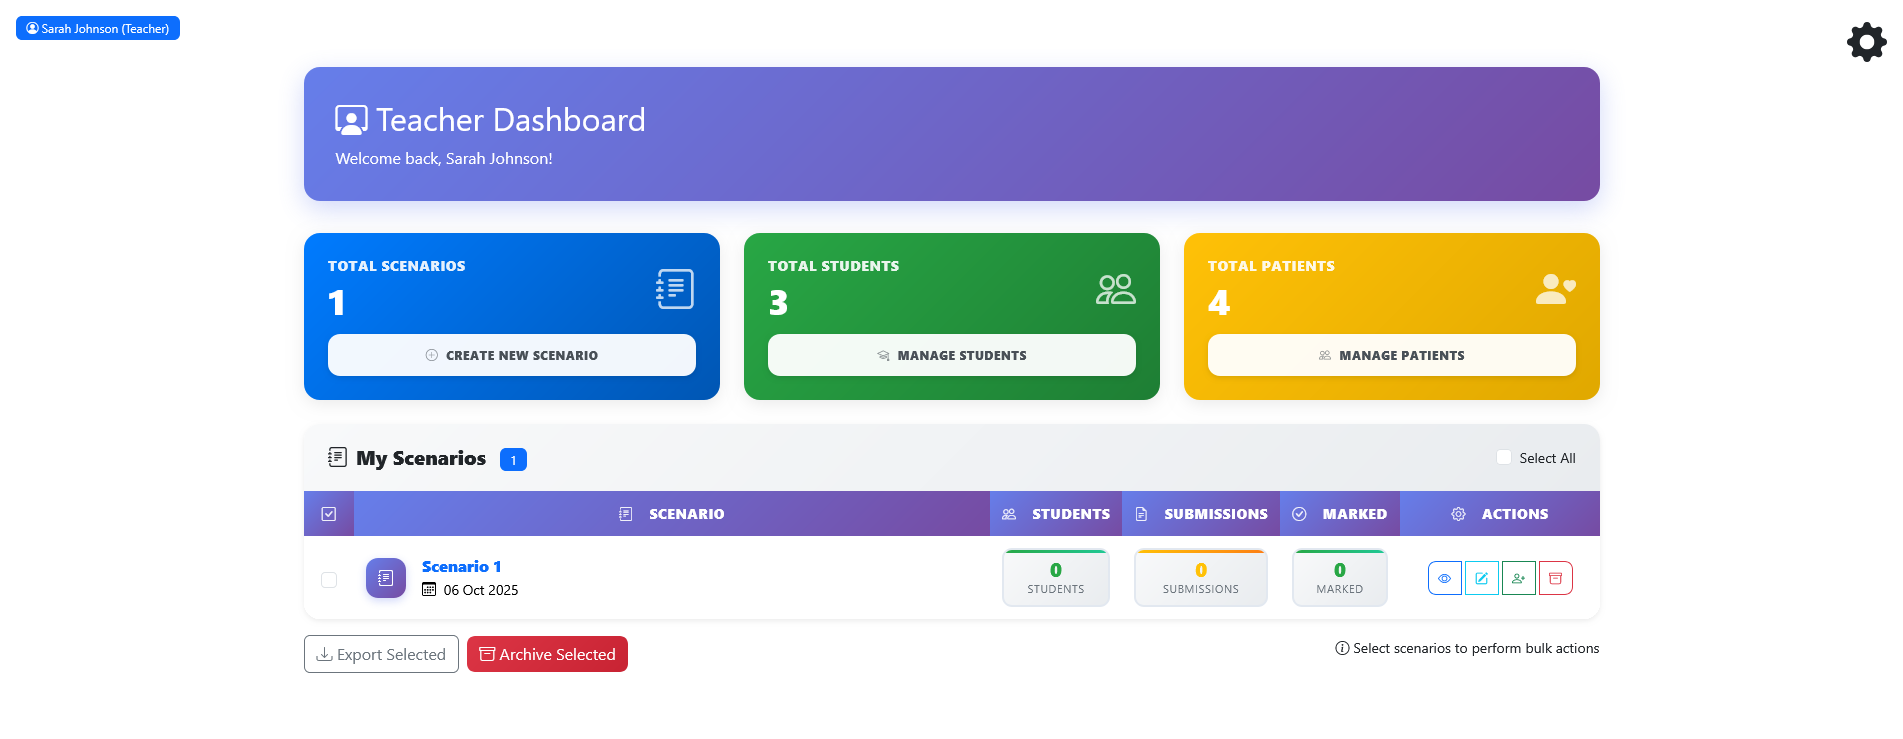 Sarah Johnson (Teacher)
Teacher Dashboard
Welcome back, Sarah Johnson!
TOTAL SCENARIOS
1
CREATE NEW SCENARIO
TOTAL STUDENTS
3
MANAGE STUDENTS
TOTAL PATIENTS
4
MANAGE PATIENTS
My Scenarios 1
Select All
SCENARIO STUDENTS SUBMISSIONS MARKED ACTIONS
Scenario 1
06 Oct 2025
0
STUDENTS
0
SUBMISSIONS
0
MARKED
Export Selected
Archive Selected
Select scenarios to perform bulk actions